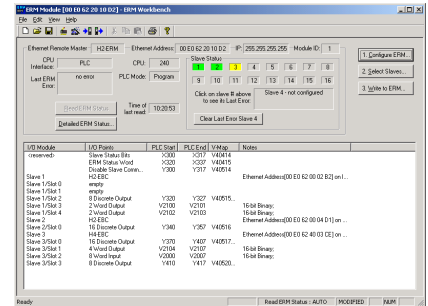 ERM Module [00 E0 62 20 10 D2] - ERM Workbench
File Edit View Help
Ethernet Remote Master H2-ERM Ethernet Address: 00 E0 62 20 10 D2 IP: 255.255.255.255 Module ID: 1
CPU Interface: PLC CPU: 240
Last ERM Error: no error PLC Mode: Program
Read ERM Status Time of last read: 10:20:53
Detailed ERM Status...
Slave Status
1 2 3 4 5 6 7 8
9 10 11 12 13 14 15 16
Click on slave # above to see its Last Error: Slave 4 - not configured
Clear Last Error Slave 4
1. Configure ERM...
2. Select Slaves...
3. Write to ERM...
I/O Module I/O Points PLC Start PLC End V-Map Notes
<reserved> Slave Status Bits X300 X317 V40414
ERM Status Word X320 X337 V40415
Disable Slave Comm... Y300 Y317 V40514
Slave 1 H2-EBC Ethernet Address[00 E0 62 00 02 B2] on I...
Slave 1/Slot 0 empty
Slave 1/Slot 1 empty
Slave 1/Slot 2 8 Discrete Output Y320 Y327 V40515...
Slave 1/Slot 3 2 Word Output V2100 V2101 16-bit Binary;
Slave 1/Slot 4 2 Word Output V2102 V2103 16-bit Binary;
Slave 2 H2-EBC Ethernet Address[00 E0 62 00 04 D1] on ...
Slave 2/Slot 0 16 Discrete Output Y340 Y357 V40516
Slave 3 H4-EBC Ethernet Address[00 E0 62 40 03 CE] on ...
Slave 3/Slot 0 16 Discrete Output Y370 Y407 V40517...
Slave 3/Slot 1 4 Word Output V2104 V2107 16-bit Binary;
Slave 3/Slot 2 8 Word Input V2000 V2007 16-bit Binary;
Slave 3/Slot 3 8 Discrete Output Y410 Y417 V40520...
Ready Read ERM Status : AUTO MODIFIED NUM